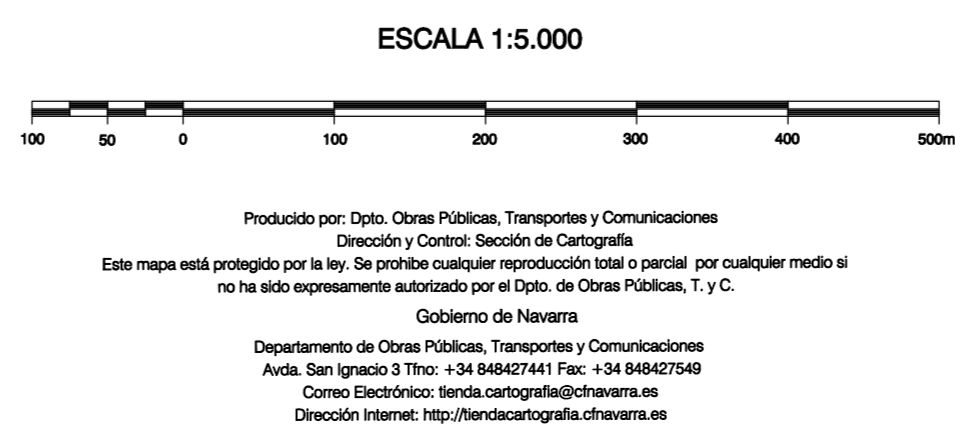 ESCALA 1:5.000
100 50 0 100 200 300 400 500m
Producido por: Dpto. Obras Públicas, Transportes y Comunicaciones
Dirección y Control: Sección de Cartografía
Este mapa está protegido por la ley. Se prohibe cualquier reproducción total o parcial por cualquier medio si
no ha sido expresamente autorizado por el Dpto. de Obras Públicas, T. y C.
Gobierno de Navarra
Departamento de Obras Públicas, Transportes y Comunicaciones
Avda. San Ignacio 3 Tfno: +34 848427441 Fax: +34 848427549
Correo Electrónico: tienda.cartografia@cfnavarra.es
Dirección Internet: http://tiendacartografia.cfnavarra.es